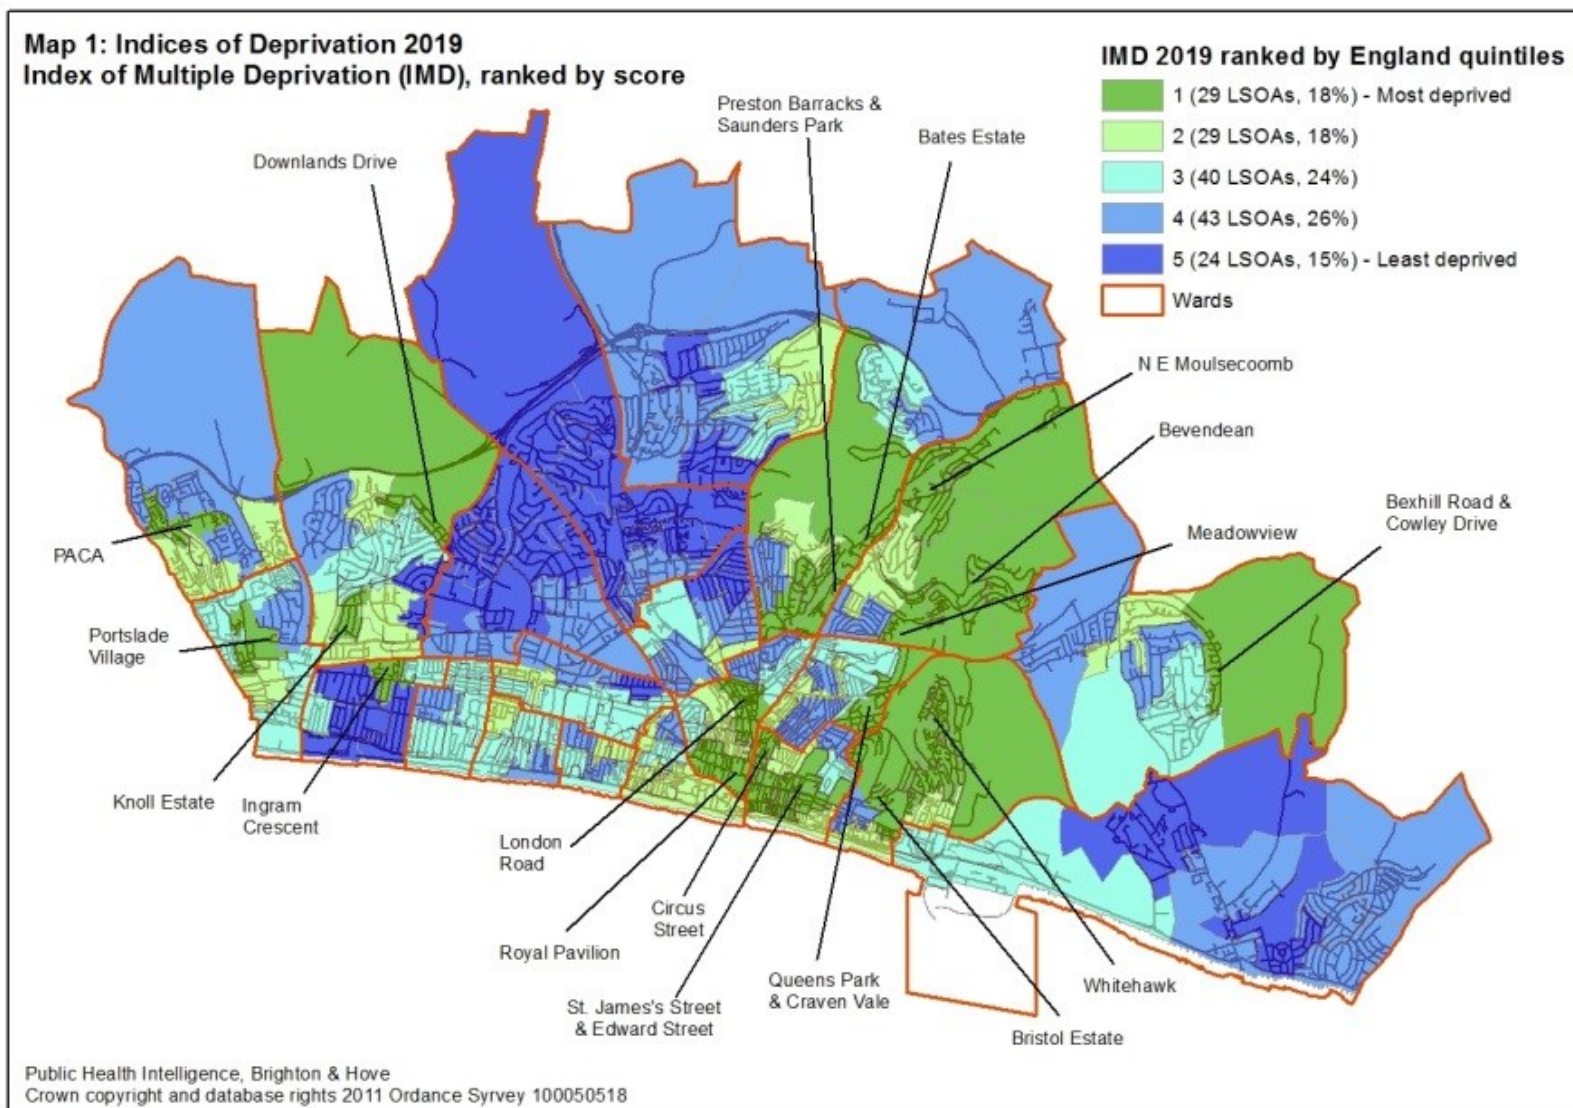 Map 1: Indices of Deprivation 2019
Index of Multiple Deprivation (IMD), ranked by score
IMD 2019 ranked by England quintiles
1 (29 LSOAs, 18%) - Most deprived
2 (29 LSOAs, 18%)
3 (40 LSOAs, 24%)
4 (43 LSOAs, 26%)
5 (24 LSOAs, 15%) - Least deprived
Wards
Preston Barracks &
Saunders Park
Bates Estate
Downlands Drive
N E Moulsecoomb
Bevendean
Bexhill Road &
Cowley Drive
Meadowview
PACA
Portslade
Village
Knoll Estate
Ingram
Crescent
London
Road
Circus
Street
Royal Pavilion
St. James's Street
& Edward Street
Queens Park
& Craven Vale
Whitehawk
Bristol Estate
Public Health Intelligence, Brighton & Hove
Crown copyright and database rights 2011 Ordance Syrvey 100050518